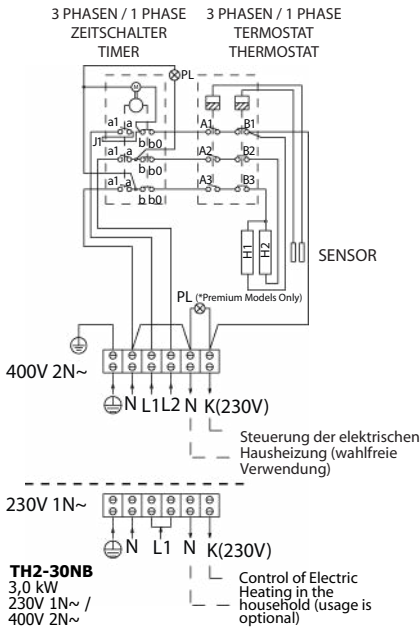 3 PHASEN / 1 PHASE
ZEITSCHALTER
TIMER
3 PHASEN / 1 PHASE
TERMOSTAT
THERMOSTAT
PL
M
a1 a
J1
b b0
A1
B1
a1 a
b b0
A2
B2
a1 a
b b0
A3
B3
H1
H2
SENSOR
PL (*Premium Models Only)
400V 2N~
N L1 L2 N K(230V)
Steuerung der elektrischen
Hausheizung (wahlfreie
Verwendung)
230V 1N~
N L1 N K(230V)
TH2-30NB
3,0 kW
230V 1N~ /
400V 2N~
Control of Electric
Heating in the
household (usage is
optional)